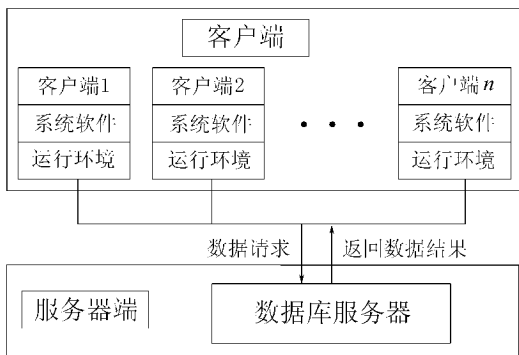 客户端
客户端1
客户端2
客户端n
系统软件
系统软件
系统软件
运行环境
运行环境
运行环境
数据请求
返回数据结果
服务器端
数据库服务器